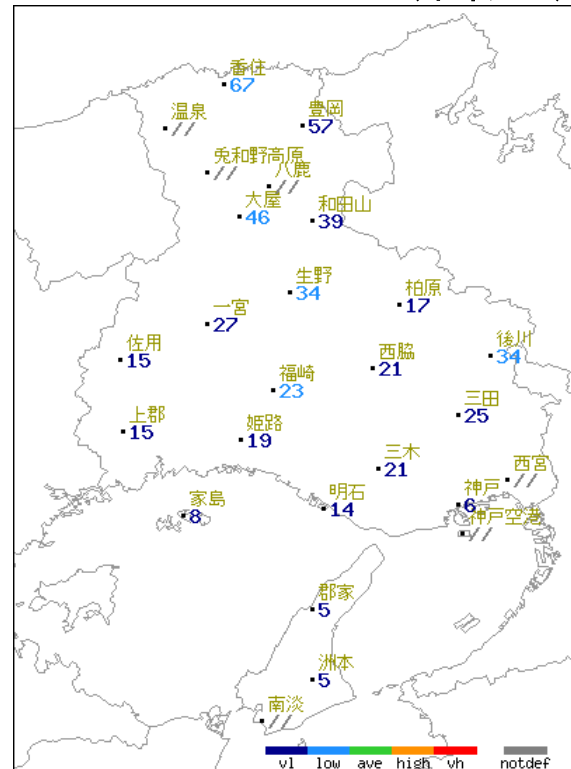 香住
67
温泉
//
豊岡
57
兎和野高原
//
八鹿
//
大屋
46
和田山
39
生野
34
柏原
17
一宮
27
佐用
15
西脇
21
後川
34
福崎
23
三田
25
上郡
15
姫路
19
三木
21
西宮
//
家島
8
明石
14
神戸
6
神戸空港
//
郡家
5
洲本
5
南淡
//
vl low ave high vh notdef